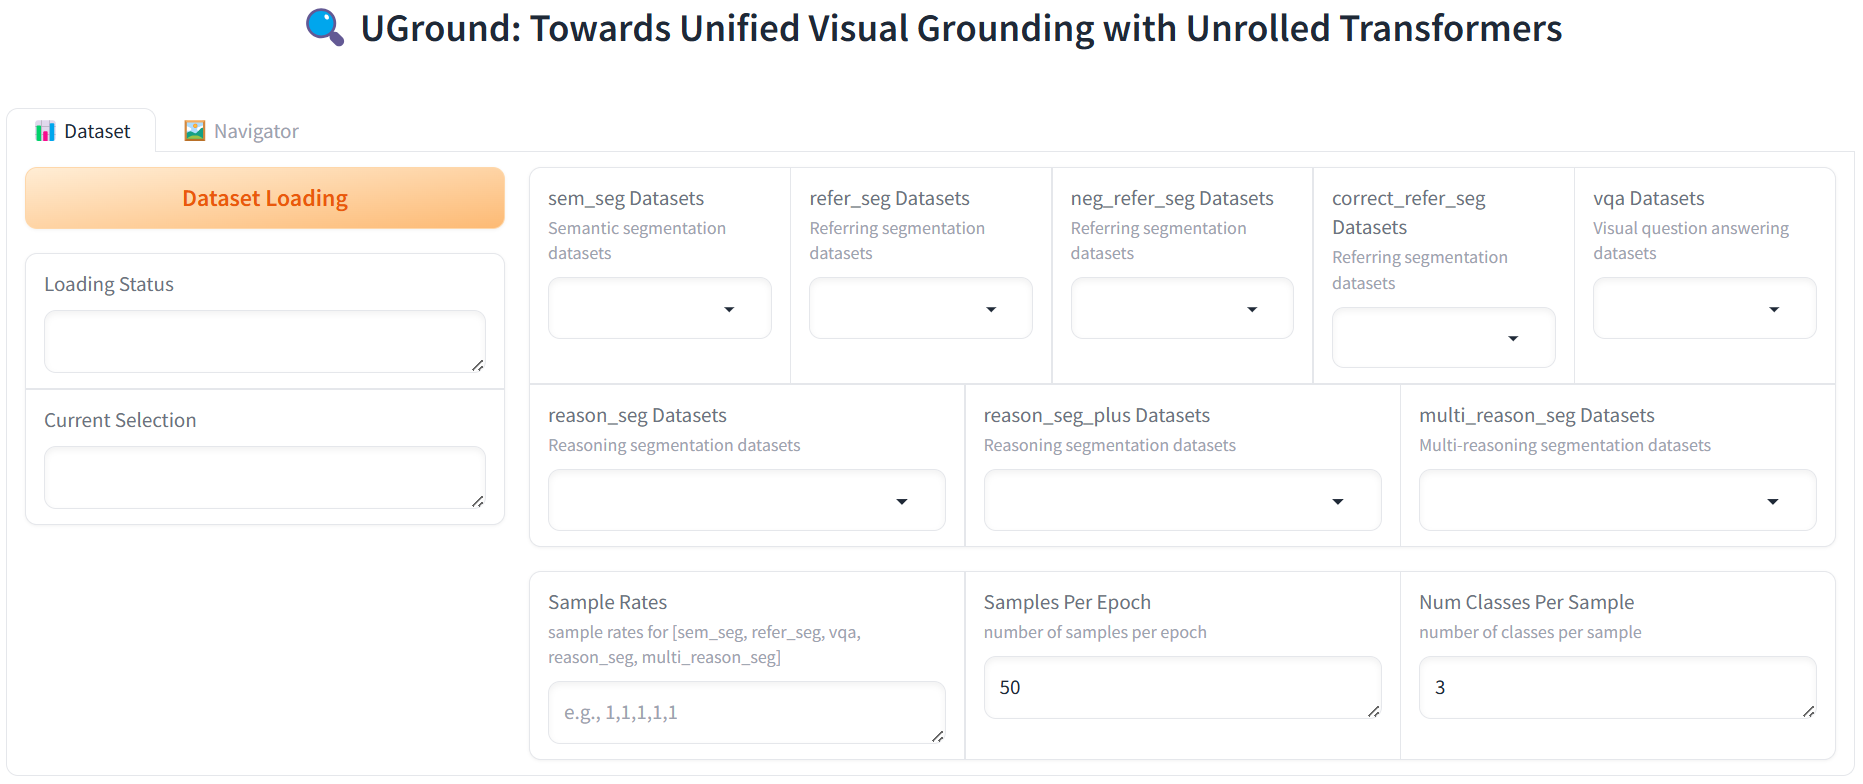 UGround: Towards Unified Visual Grounding with Unrolled Transformers
Dataset
Navigator
Dataset Loading
Loading Status
Current Selection
sem_seg Datasets
Semantic segmentation
datasets
refer_seg Datasets
Referring segmentation
datasets
neg_refer_seg Datasets
Referring segmentation
datasets
correct_refer_seg
Datasets
Referring segmentation
datasets
vqa Datasets
Visual question answering
datasets
reason_seg Datasets
Reasoning segmentation datasets
reason_seg_plus Datasets
Reasoning segmentation datasets
multi_reason_seg Datasets
Multi-reasoning segmentation datasets
Sample Rates
sample rates for [sem_seg, refer_seg, vqa,
reason_seg, multi_reason_seg]
e.g., 1,1,1,1,1
Samples Per Epoch
number of samples per epoch
50
Num Classes Per Sample
number of classes per sample
3